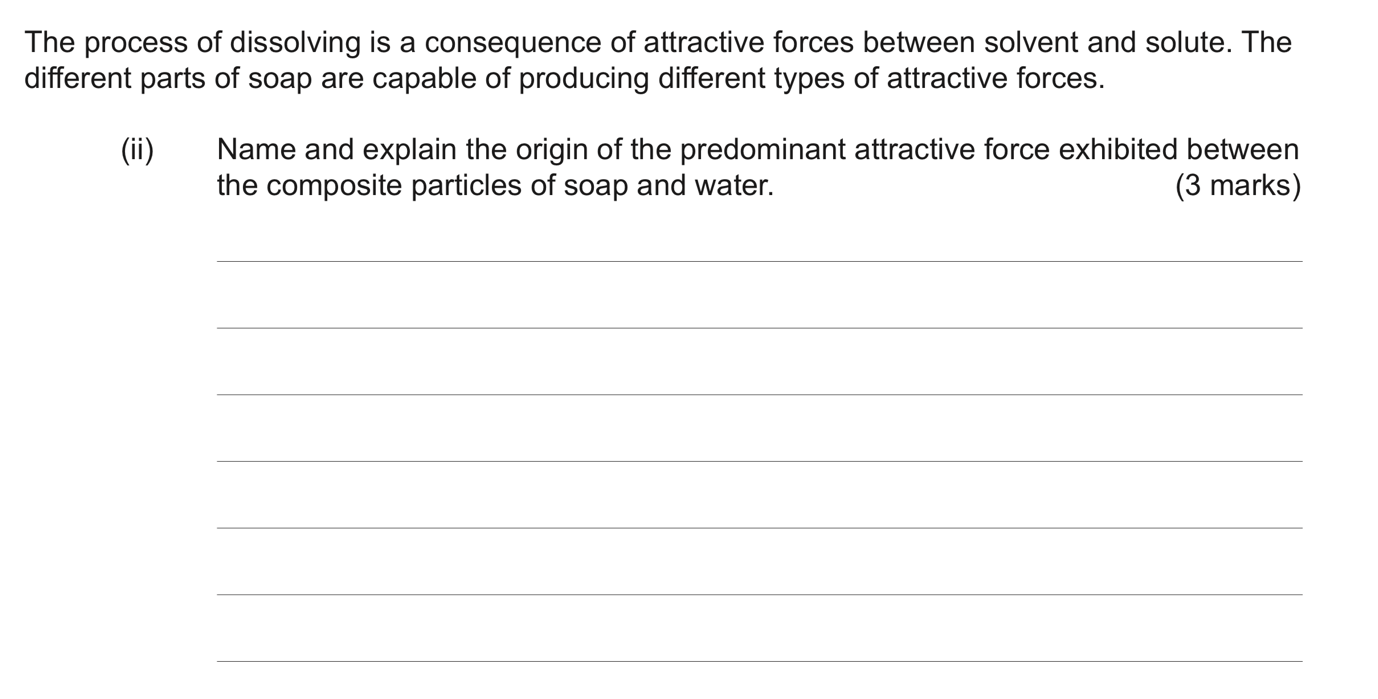 The process of dissolving is a consequence of attractive forces between solvent and solute. The
different parts of soap are capable of producing different types of attractive forces.
(ii) Name and explain the origin of the predominant attractive force exhibited between
the composite particles of soap and water. (3 marks)